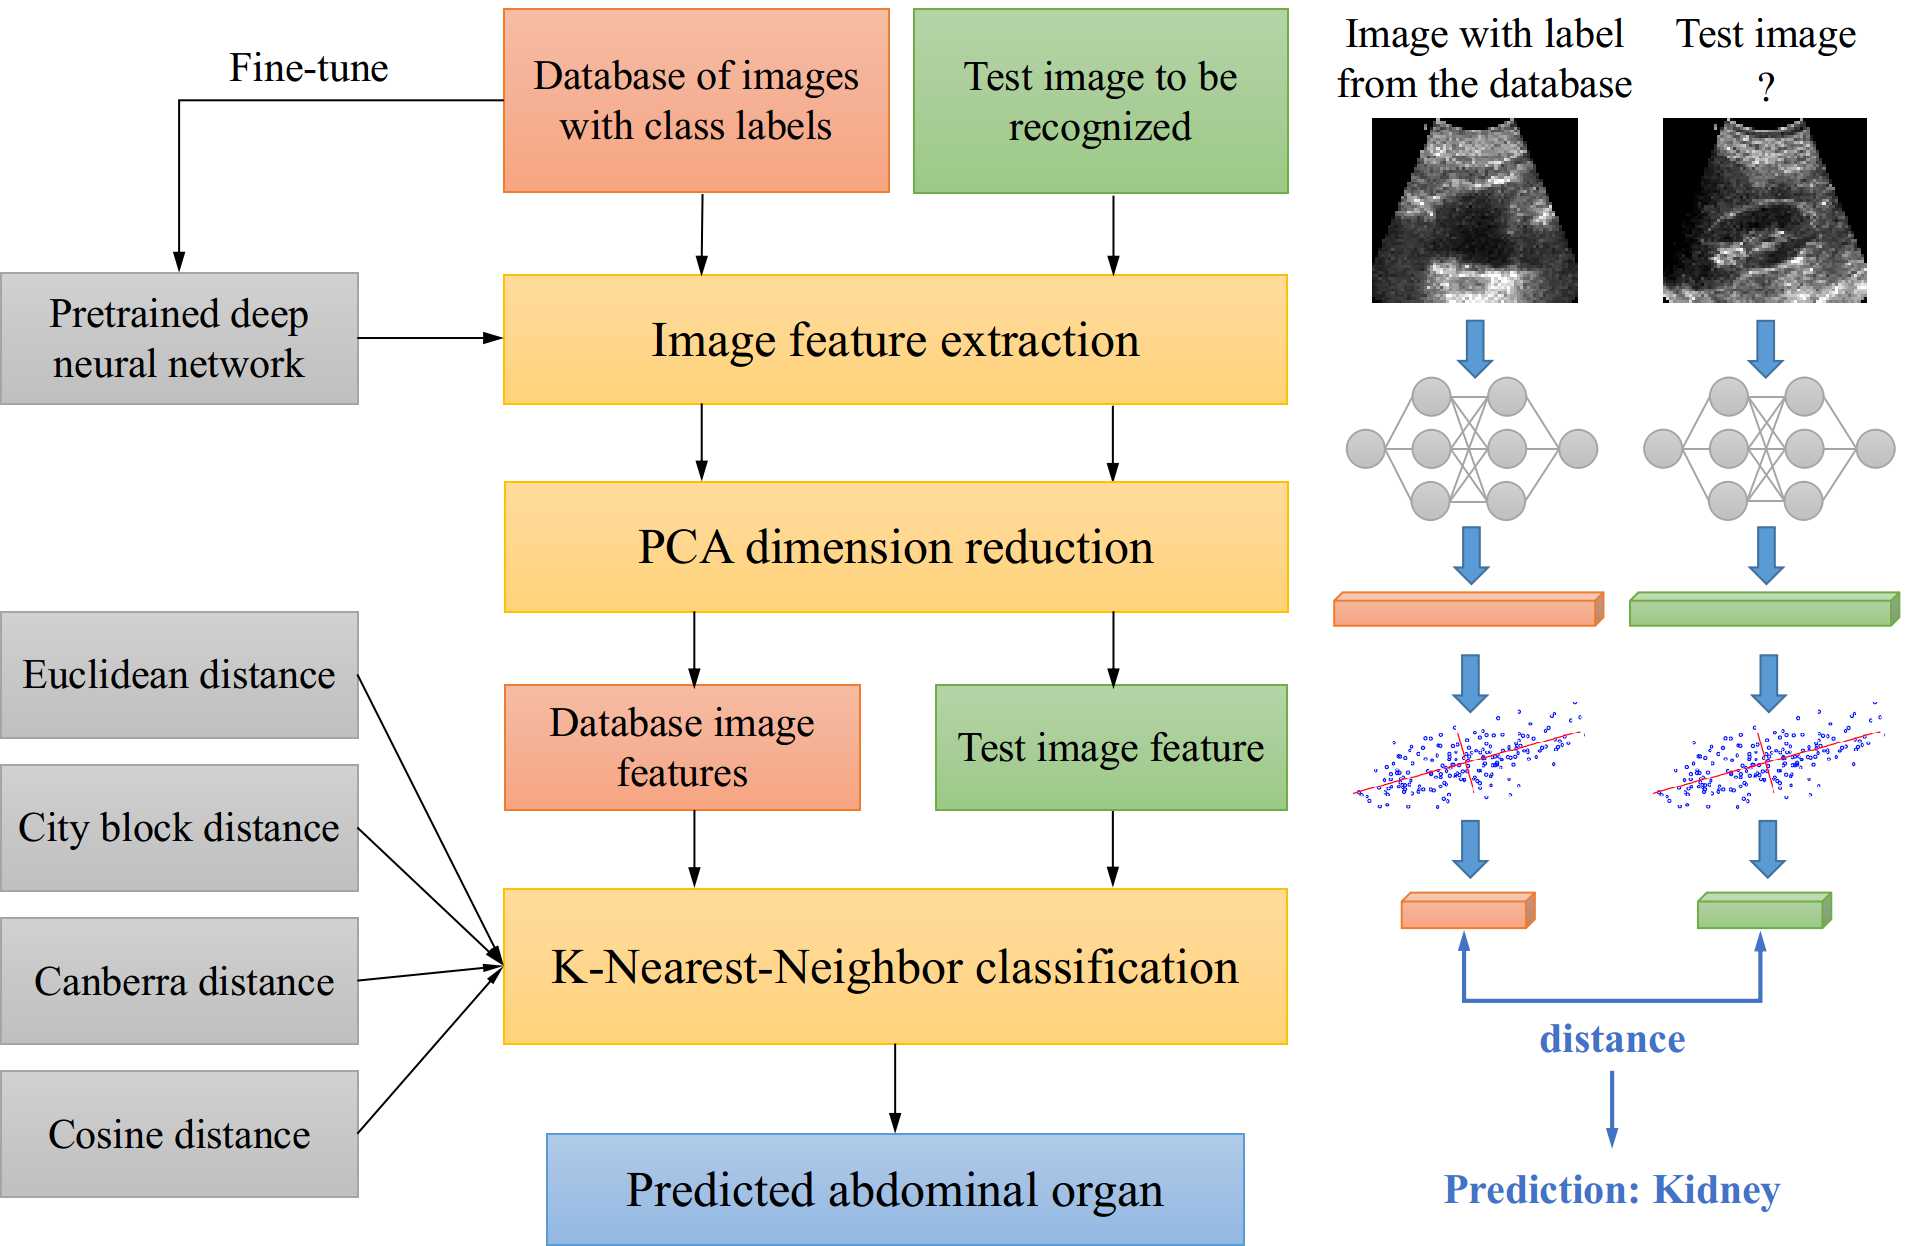 Fine-tune
Database of images
with class labels
Test image to be
recognized
Pretrained deep
neural network
Image feature extraction
PCA dimension reduction
Euclidean distance
City block distance
Canberra distance
Cosine distance
Database image
features
Test image feature
K-Nearest-Neighbor classification
Predicted abdominal organ
Image with label
from the database
Test image
?
distance
Prediction: Kidney